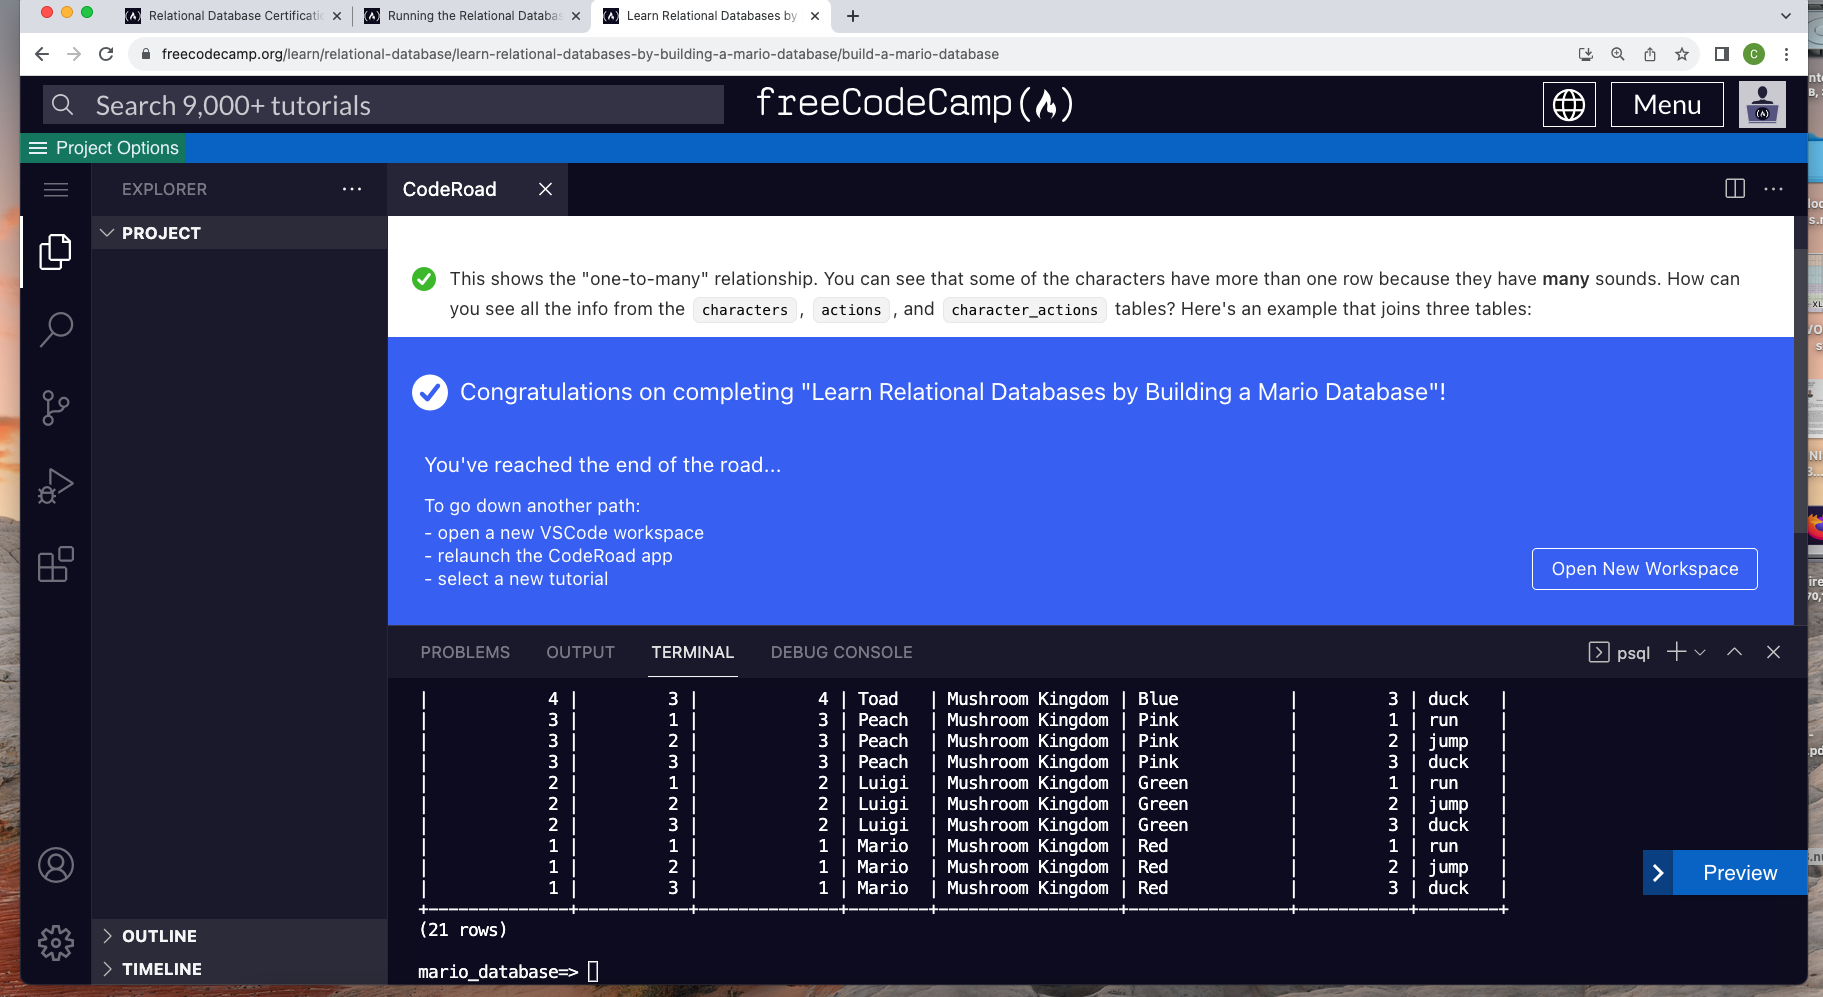 Relational Database Certificati
Running the Relational Databas
Learn Relational Databases by
freecodecamp.org/learn/relational-database/learn-relational-databases-by-building-a-mario-database/build-a-mario-database
C
Search 9,000+ tutorials
freeCodeCamp(🔥)
Menu
Project Options
EXPLORER
CodeRoad
PROJECT
This shows the "one-to-many" relationship. You can see that some of the characters have more than one row because they have many sounds. How can
you see all the info from the characters, actions, and character_actions tables? Here's an example that joins three tables:
Congratulations on completing "Learn Relational Databases by Building a Mario Database"!
You've reached the end of the road...
To go down another path:
- open a new VSCode workspace
- relaunch the CodeRoad app
- select a new tutorial
Open New Workspace
PROBLEMS OUTPUT TERMINAL DEBUG CONSOLE
psql
| 4 | 3 | 4 | Toad | Mushroom Kingdom | Blue | 3 | duck |
| 3 | 1 | 3 | Peach | Mushroom Kingdom | Pink | 1 | run |
| 3 | 2 | 3 | Peach | Mushroom Kingdom | Pink | 2 | jump |
| 3 | 3 | 3 | Peach | Mushroom Kingdom | Pink | 3 | duck |
| 2 | 1 | 2 | Luigi | Mushroom Kingdom | Green | 1 | run |
| 2 | 2 | 2 | Luigi | Mushroom Kingdom | Green | 2 | jump |
| 2 | 3 | 2 | Luigi | Mushroom Kingdom | Green | 3 | duck |
| 1 | 1 | 1 | Mario | Mushroom Kingdom | Red | 1 | run |
| 1 | 2 | 1 | Mario | Mushroom Kingdom | Red | 2 | jump |
| 1 | 3 | 1 | Mario | Mushroom Kingdom | Red | 3 | duck |
+--------------+-----------+--------------+--------+------------------+----------------+-----------+--------+
(21 rows)
mario_database=>
Preview
OUTLINE
TIMELINE